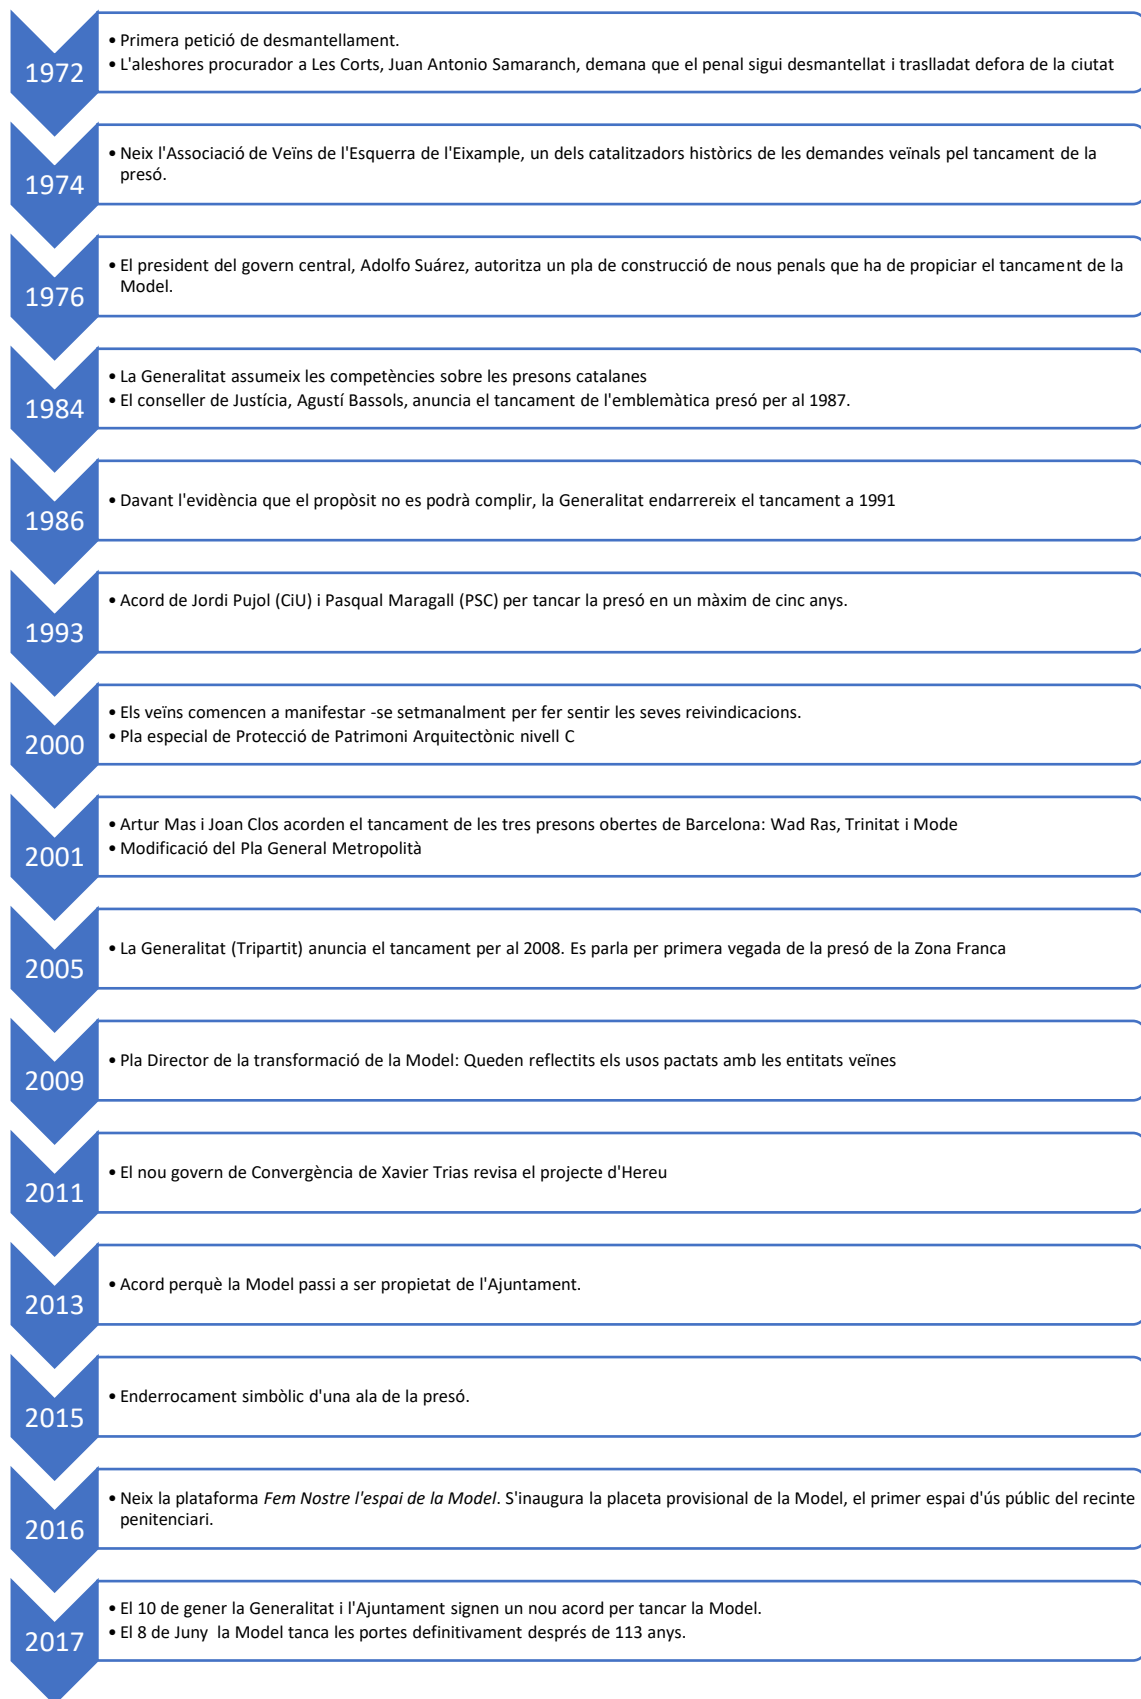 1972
• Primera petició de desmantellament.
• L'aleshores procurador a Les Corts, Juan Antonio Samaranch, demana que el penal sigui desmantellat i traslladat defora de la ciutat
1974
• Neix l'Associació de Veïns de l'Esquerra de l'Eixample, un dels catalitzadors històrics de les demandes veïnals pel tancament de la
presó.
1976
• El president del govern central, Adolfo Suárez, autoritza un pla de construcció de nous penals que ha de propiciar el tancament de la
Model.
1984
• La Generalitat assumeix les competències sobre les presons catalanes
• El conseller de Justícia, Agustí Bassols, anuncia el tancament de l'emblemàtica presó per al 1987.
1986
• Davant l'evidència que el propòsit no es podrà complir, la Generalitat endarrereix el tancament a 1991
1993
• Acord de Jordi Pujol (CiU) i Pasqual Maragall (PSC) per tancar la presó en un màxim de cinc anys.
2000
• Els veïns comencen a manifestar -se setmanalment per fer sentir les seves reivindicacions.
• Pla especial de Protecció de Patrimoni Arquitectònic nivell C
2001
• Artur Mas i Joan Clos acorden el tancament de les tres presons obertes de Barcelona: Wad Ras, Trinitat i Mode
• Modificació del Pla General Metropolità
2005
• La Generalitat (Tripartit) anuncia el tancament per al 2008. Es parla per primera vegada de la presó de la Zona Franca
2009
• Pla Director de la transformació de la Model: Queden reflectits els usos pactats amb les entitats veïnes
2011
• El nou govern de Convergència de Xavier Trias revisa el projecte d'Hereu
2013
• Acord perquè la Model passi a ser propietat de l'Ajuntament.
2015
• Enderrocament simbòlic d'una ala de la presó.
2016
• Neix la plataforma Fem Nostre l'espai de la Model. S'inaugura la placeta provisional de la Model, el primer espai d'ús públic del recinte
penitenciari.
2017
• El 10 de gener la Generalitat i l'Ajuntament signen un nou acord per tancar la Model.
• El 8 de Juny la Model tanca les portes definitivament després de 113 anys.